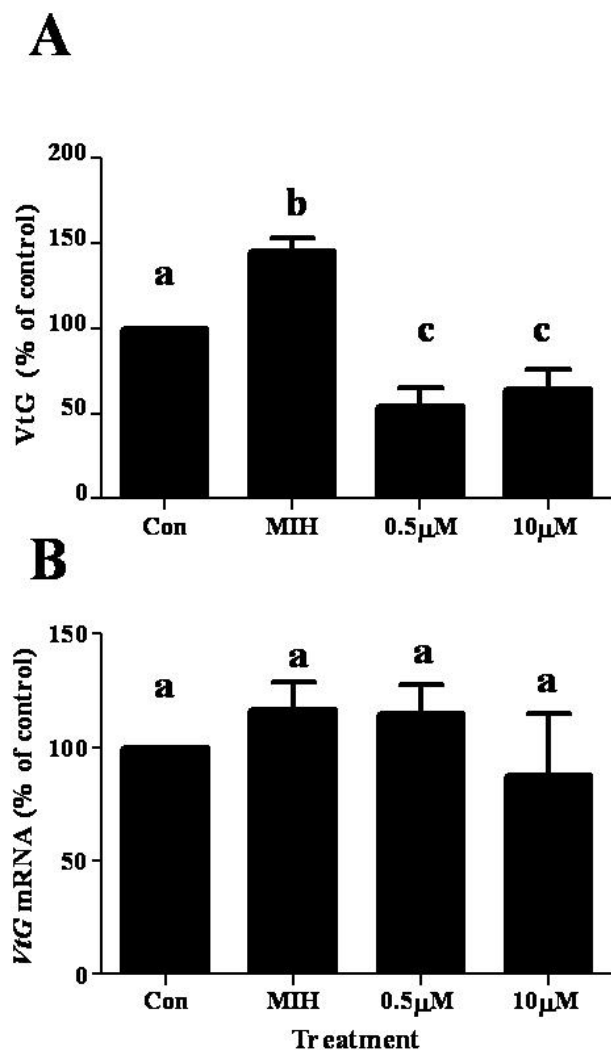 A
VtG (% of control)
200
150
100
50
0
a
b
c
c
Con MIH 0.5µM 10µM
B
VtG mRNA (% of control)
150
100
50
0
a
a
a
a
Con MIH 0.5µM 10µM
Treatment